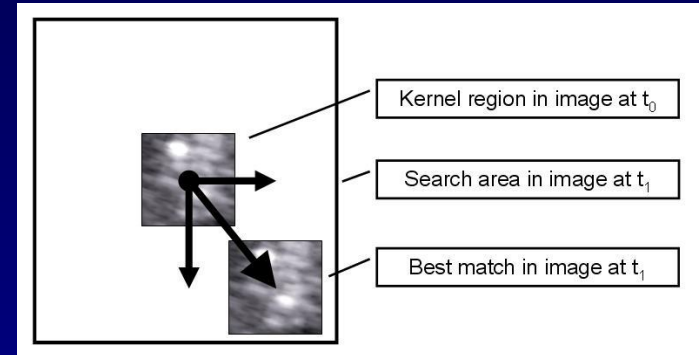 Kernel region in image at t₀
Search area in image at t₁
Best match in image at t₁